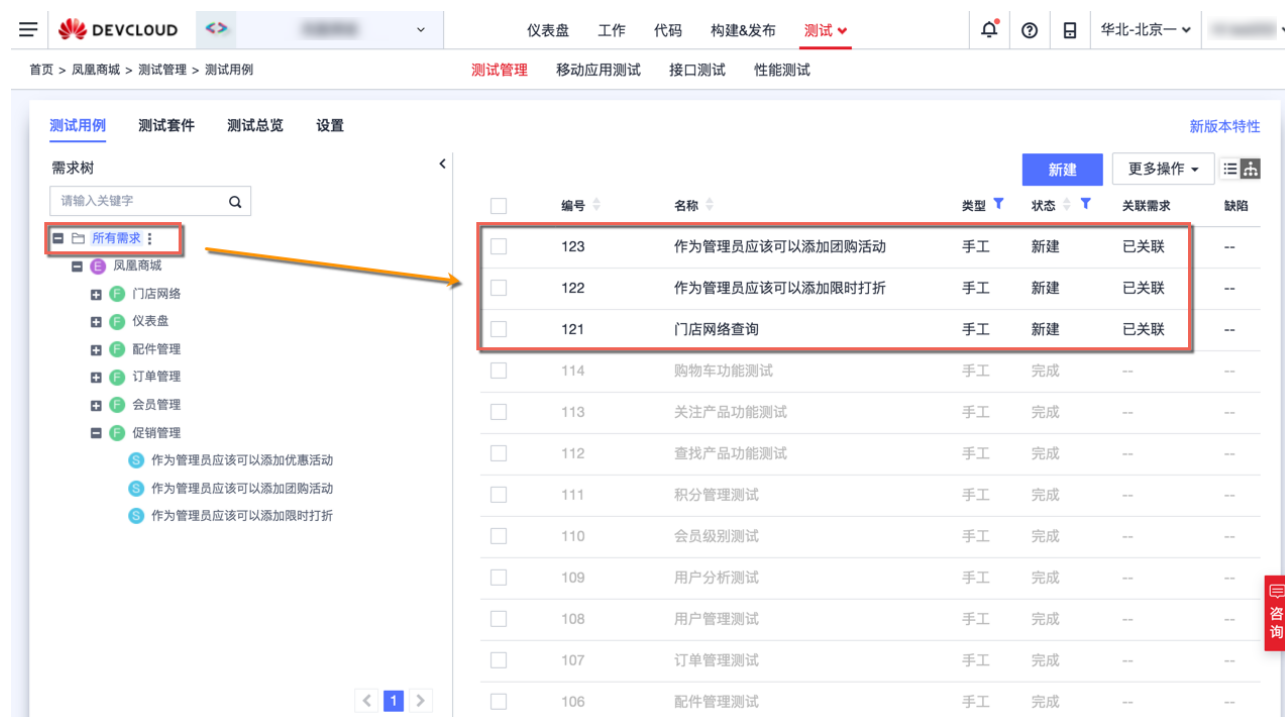 DEVCLOUD 仪表盘 工作 代码 构建&发布 测试 华北-北京一
首页 > 凤凰商城 > 测试管理 > 测试用例 测试管理 移动应用测试 接口测试 性能测试
测试用例 测试套件 测试总览 设置 新版本特性
需求树
新建 更多操作
请输入关键字
所有需求
E 凤凰商城
F 门店网络
F 仪表盘
F 配件管理
F 订单管理
F 会员管理
F 促销管理
S 作为管理员应该可以添加优惠活动
S 作为管理员应该可以添加团购活动
S 作为管理员应该可以添加限时打折
< 1 >
编号 名称 类型 状态 关联需求 缺陷
123 作为管理员应该可以添加团购活动 手工 新建 已关联 --
122 作为管理员应该可以添加限时打折 手工 新建 已关联 --
121 门店网络查询 手工 新建 已关联 --
114 购物车功能测试 手工 完成 -- --
113 关注产品功能测试 手工 完成 -- --
112 查找产品功能测试 手工 完成 -- --
111 积分管理测试 手工 完成 -- --
110 会员级别测试 手工 完成 -- --
109 用户分析测试 手工 完成 -- --
108 用户管理测试 手工 完成 -- --
107 订单管理测试 手工 完成 -- --
106 配件管理测试 手工 完成 -- --
咨询